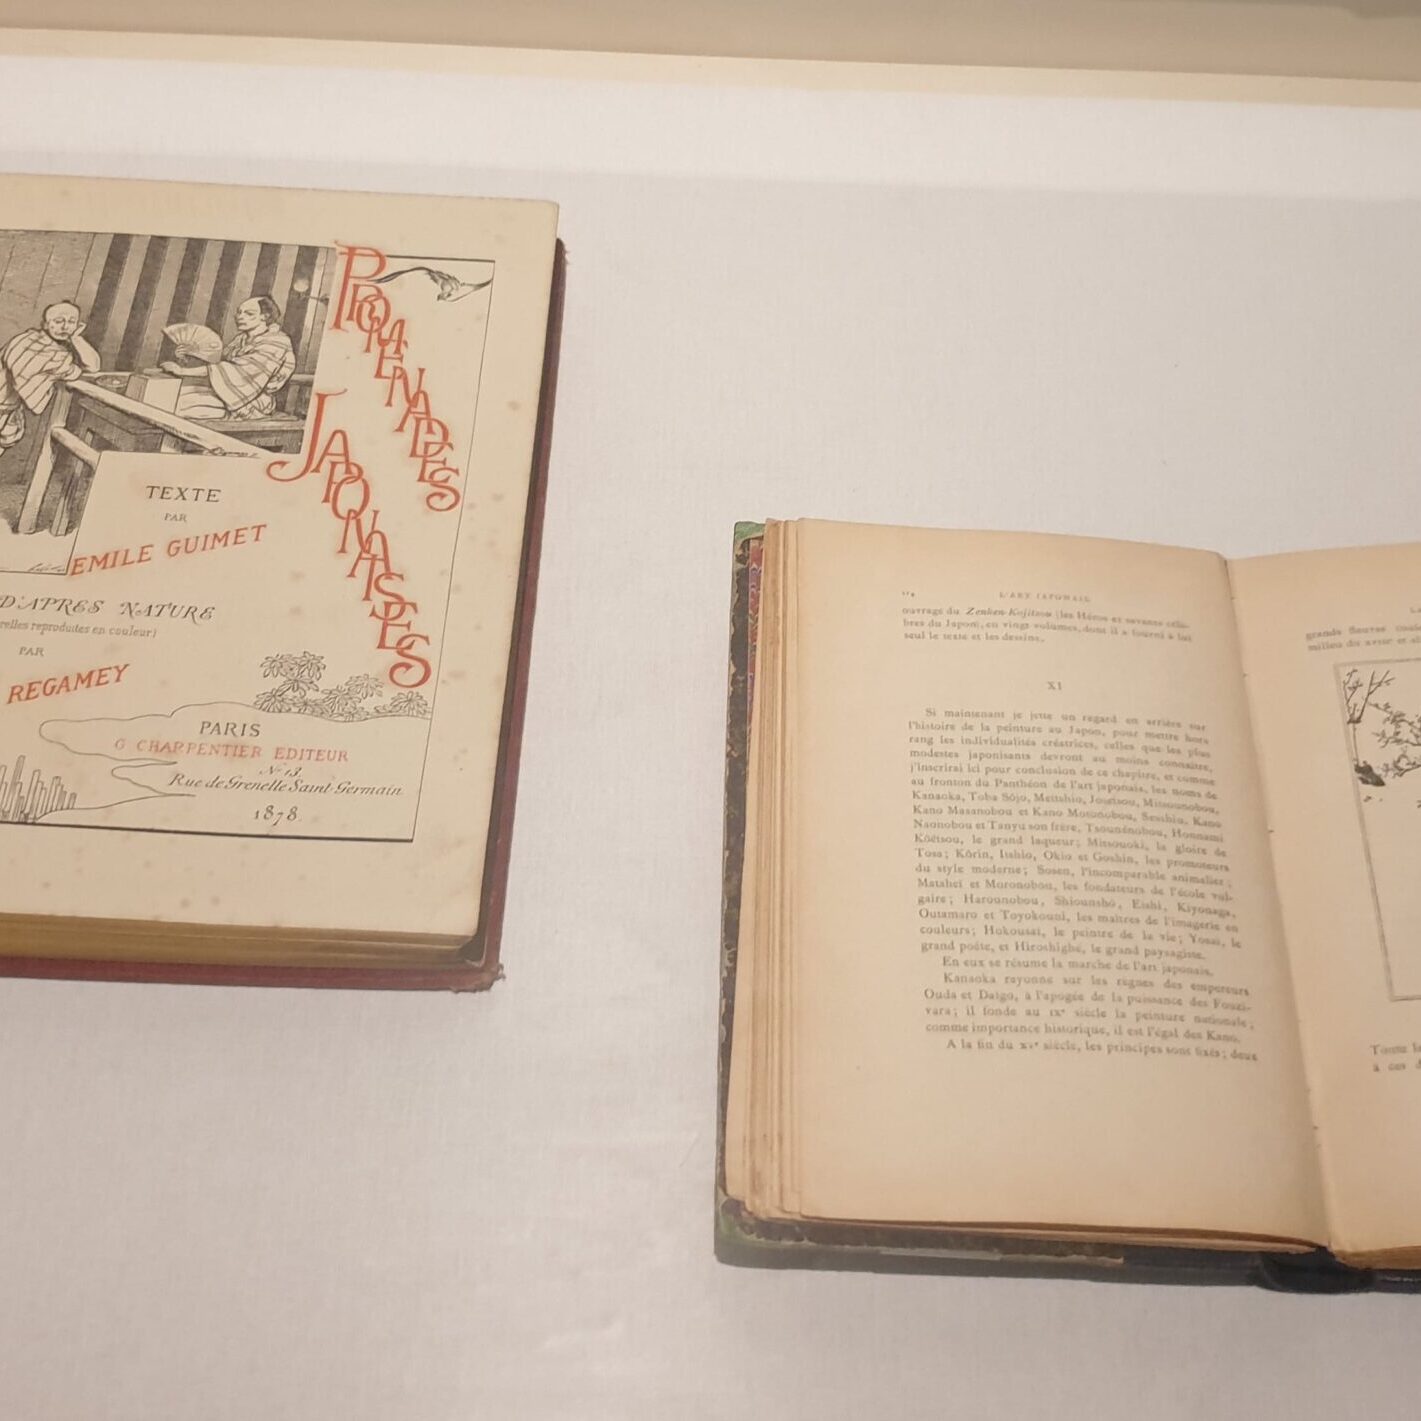 PROMENADES
JAPONAISES
TEXTE
PAR
EMILE GUIMET
D'APRES NATURE
relles reproduites en couleur)
PAR
REGAMEY
PARIS
G CHARPENTIER EDITEUR
No 13
Rue de Grenelle Saint-Germain
1878
L'ART JAPONAIS
ouvrage du Zenken-Kojitsou (les Héros et savants célè-
bres du Japon), en vingt volumes, dont il a fourni à lui
seul le texte et les dessins.
XI
Si maintenant je jette un regard en arrière sur
l'histoire de la peinture au Japon, pour mettre hors
rang les individualités créatrices, celles que les plus
modestes japonisants devront au moins connaître,
j'inscrirai ici pour conclusion de ce chapitre, et comme
au fronton du Panthéon de l'art japonais, les noms de
Kanaoka, Toba Sôjo, Meitshio, Josetsou, Mitsounobou,
Kano Masanobou et Kano Motonobou, Sesshiu, Kano
Naonobou et Tanyu son frère, Tsounénobou, Honnami
Kôëtsou, le grand laqueur; Mitsouoki, la gloire de
Tosa; Kôrin, Itshio, Okio et Goshin, les promoteurs
du style moderne; Sosen, l'incomparable animalier;
Matahei et Moronobou, les fondateurs de l'école vul-
gaire; Harounobou, Shiounshô, Eishi, Kiyonaga,
Outamaro et Toyokouni, les maîtres de l'imagerie en
couleurs; Hokousaï, le peintre de la vie; Yosaï, le
grand poète, et Hiroshighé, le grand paysagiste.
En eux se résume la marche de l'art japonais.
Kanaoka rayonne sur les règnes des empereurs
Ouda et Daïgo, à l'apogée de la puissance des Fouzi-
vara; il fonde au IXe siècle la peinture nationale;
comme importance historique, il est l'égal des Kano.
A la fin du XVe siècle, les principes sont fixés; deux
grands fleuves
milieu du XVIIIe et
à ces